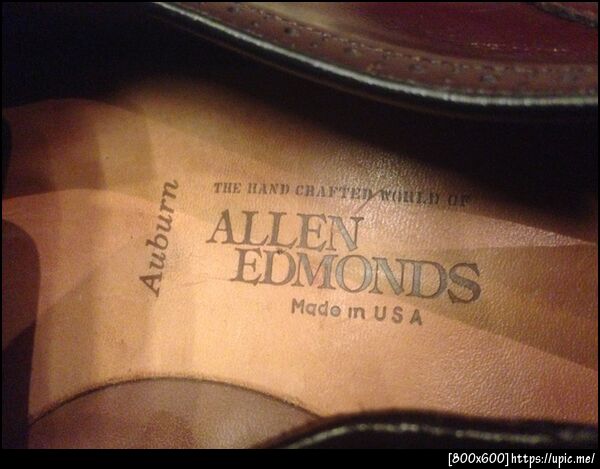 Auburn
THE HAND CRAFTED WORLD OF
ALLEN
EDMONDS
Made in USA
[800x600]https://upic.me/